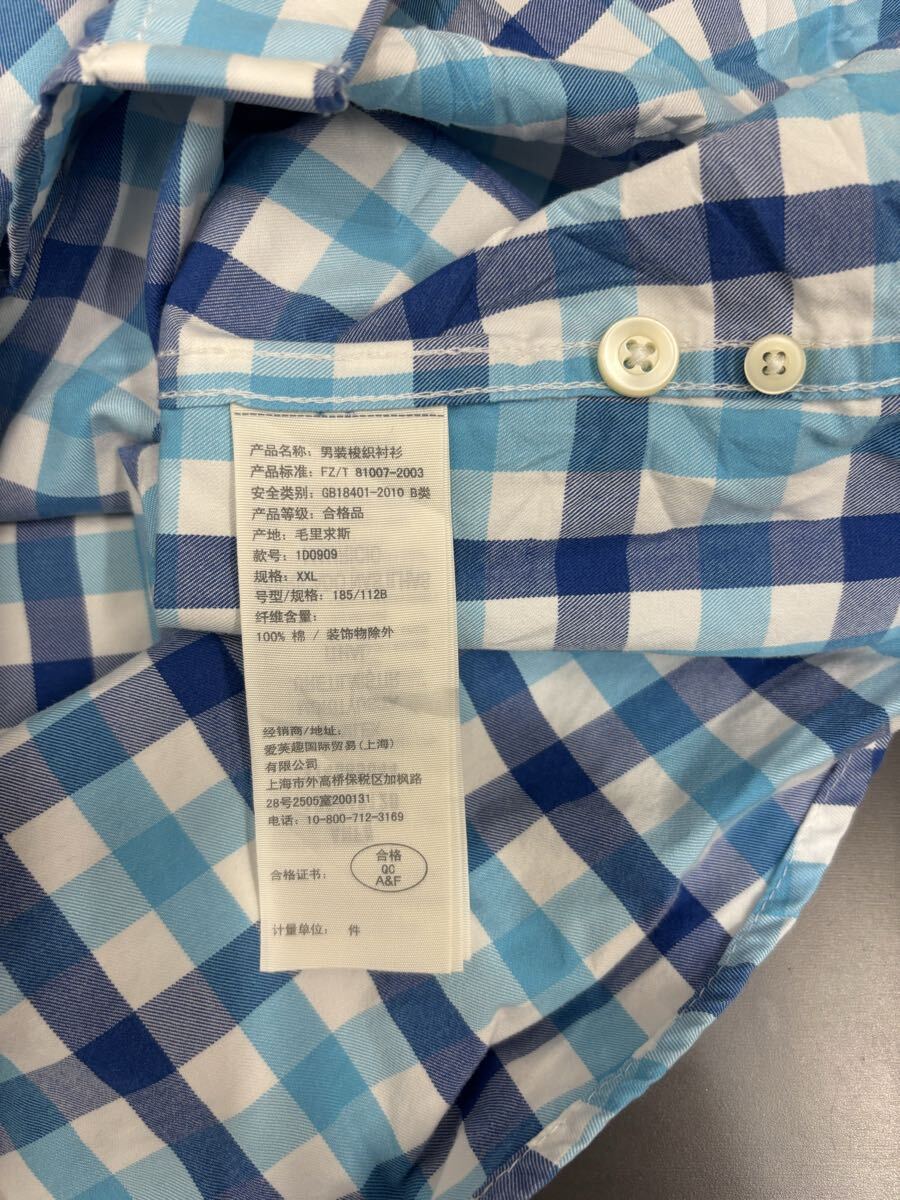 产品名称: 男装梭织衬衫
产品标准: FZ/T 81007-2003
安全类别: GB18401-2010 B类
产品等级: 合格品
产地: 毛里求斯
款号: 1D0909
规格: XXL
号型/规格: 185/112B
纤维含量:
100% 棉 / 装饰物除外
经销商/地址:
爱英趣国际贸易(上海)
有限公司
上海市外高桥保税区加枫路
28号2505室200131
电话: 10-800-712-3169
合格证书:
合格
QC
A&F
计量单位: 件